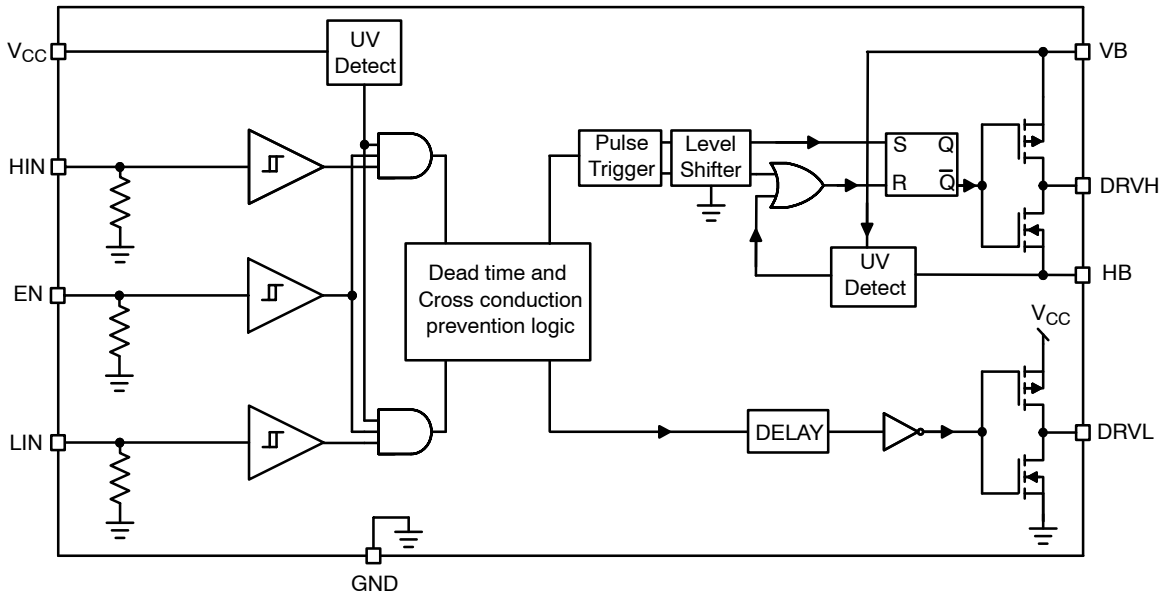 VCC
UV
Detect
VB
HIN
Pulse
Trigger
Level
Shifter
S Q
R Q̅
DRVH
EN
Dead time and
Cross conduction
prevention logic
UV
Detect
HB
VCC
LIN
DELAY
DRVL
GND